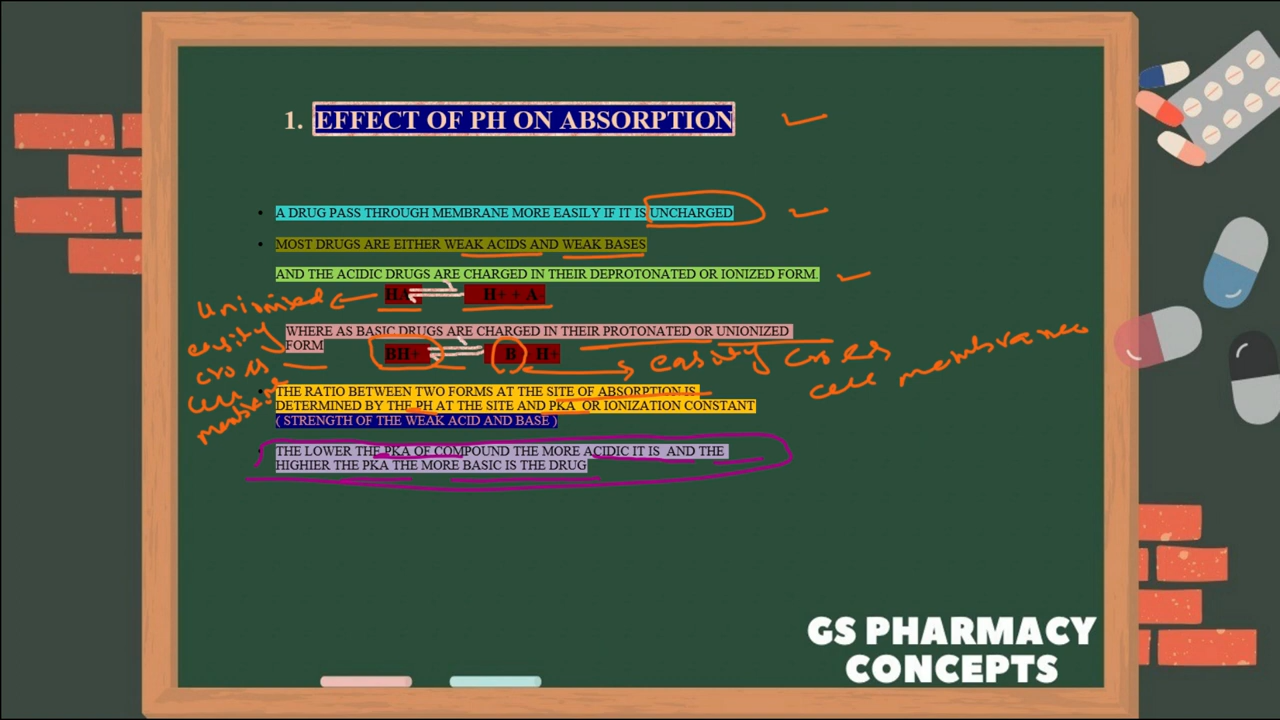 1. EFFECT OF PH ON ABSORPTION
• A DRUG PASS THROUGH MEMBRANE MORE EASILY IF IT IS UNCHARGED
• MOST DRUGS ARE EITHER WEAK ACIDS AND WEAK BASES
AND THE ACIDIC DRUGS ARE CHARGED IN THEIR DEPROTONATED OR IONIZED FORM.
HA ⇌ H+ + A
unionised
easity
cross
cell
membrane
WHERE AS BASIC DRUGS ARE CHARGED IN THEIR PROTONATED OR UNIONIZED
FORM
BH+ ⇌ B H+
easity cross
cell membrane
• THE RATIO BETWEEN TWO FORMS AT THE SITE OF ABSORPTION IS
DETERMINED BY THE PH AT THE SITE AND PKA OR IONIZATION CONSTANT
( STRENGTH OF THE WEAK ACID AND BASE )
• THE LOWER THE PKA OF COMPOUND THE MORE ACIDIC IT IS AND THE
HIGHIER THE PKA THE MORE BASIC IS THE DRUG
GS PHARMACY
CONCEPTS